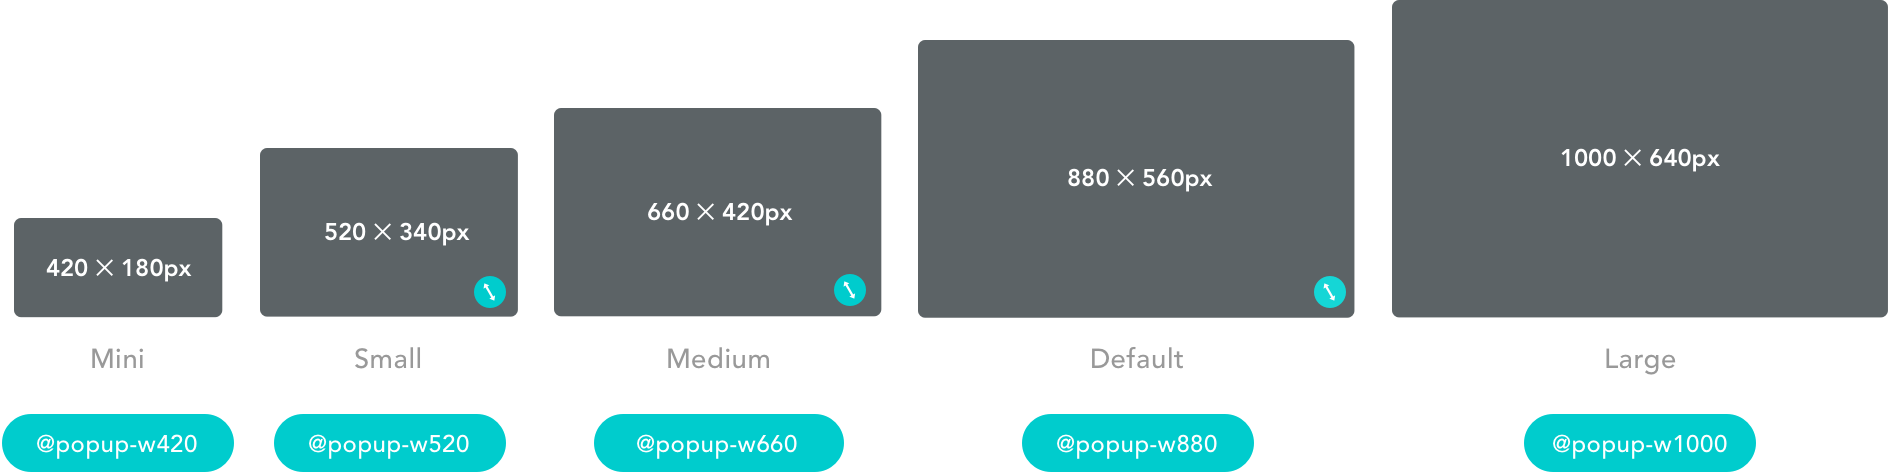 420 × 180px
520 × 340px
660 × 420px
880 × 560px
1000 × 640px
Mini
Small
Medium
Default
Large
@popup-w420
@popup-w520
@popup-w660
@popup-w880
@popup-w1000